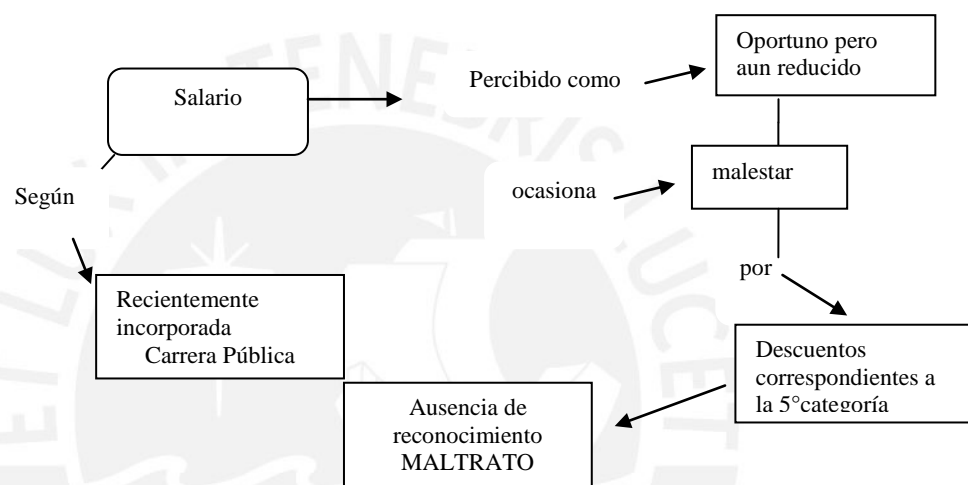 Oportuno pero
aun reducido
Percibido como
Salario
malestar
ocasiona
Según
por
Recientemente
incorporada
Carrera Pública
Descuentos
correspondientes a
la 5°categoría
Ausencia de
reconocimiento
MALTRATO